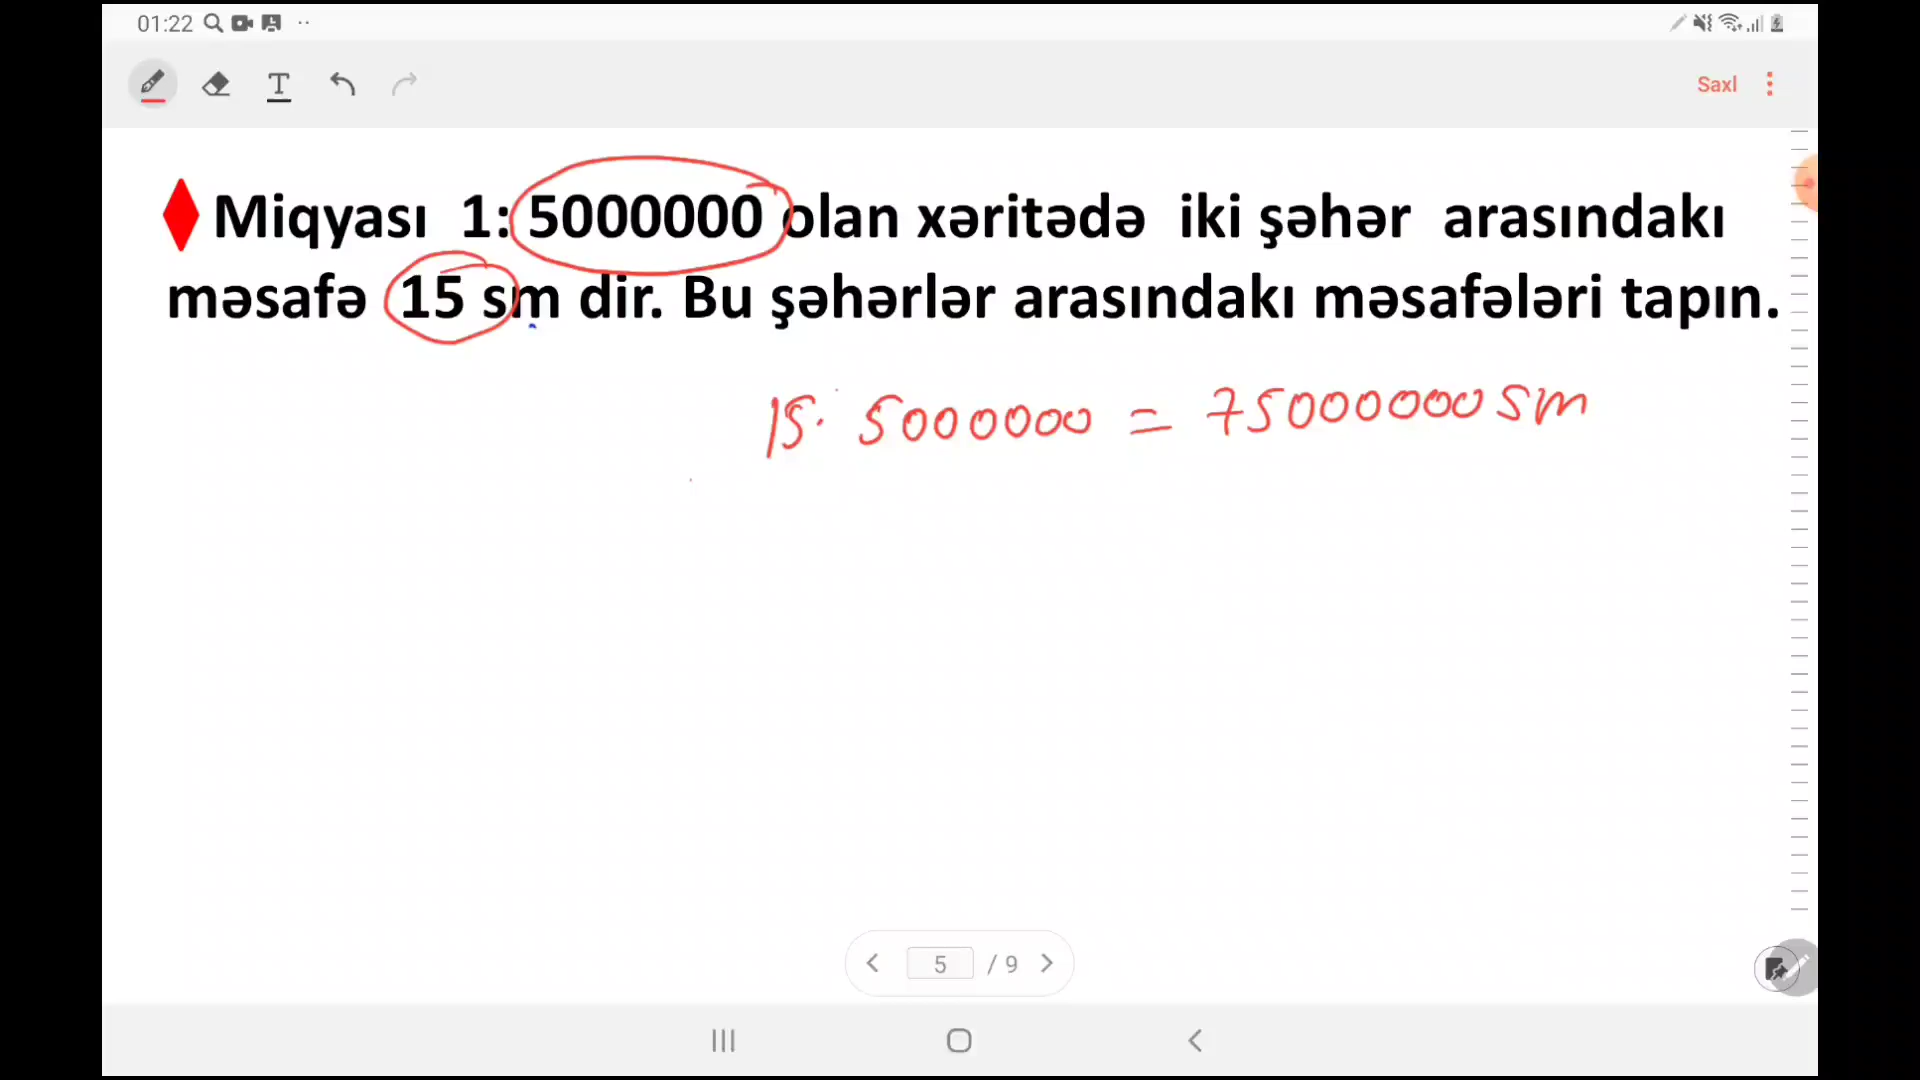 01:22
Saxl
Miqyası 1: 5000000 olan xəritədə iki şəhər arasındakı
məsafə 15 sm dir. Bu şəhərlər arasındakı məsafələri tapın.
15. 5000000 = 75000000 sm
5 / 9